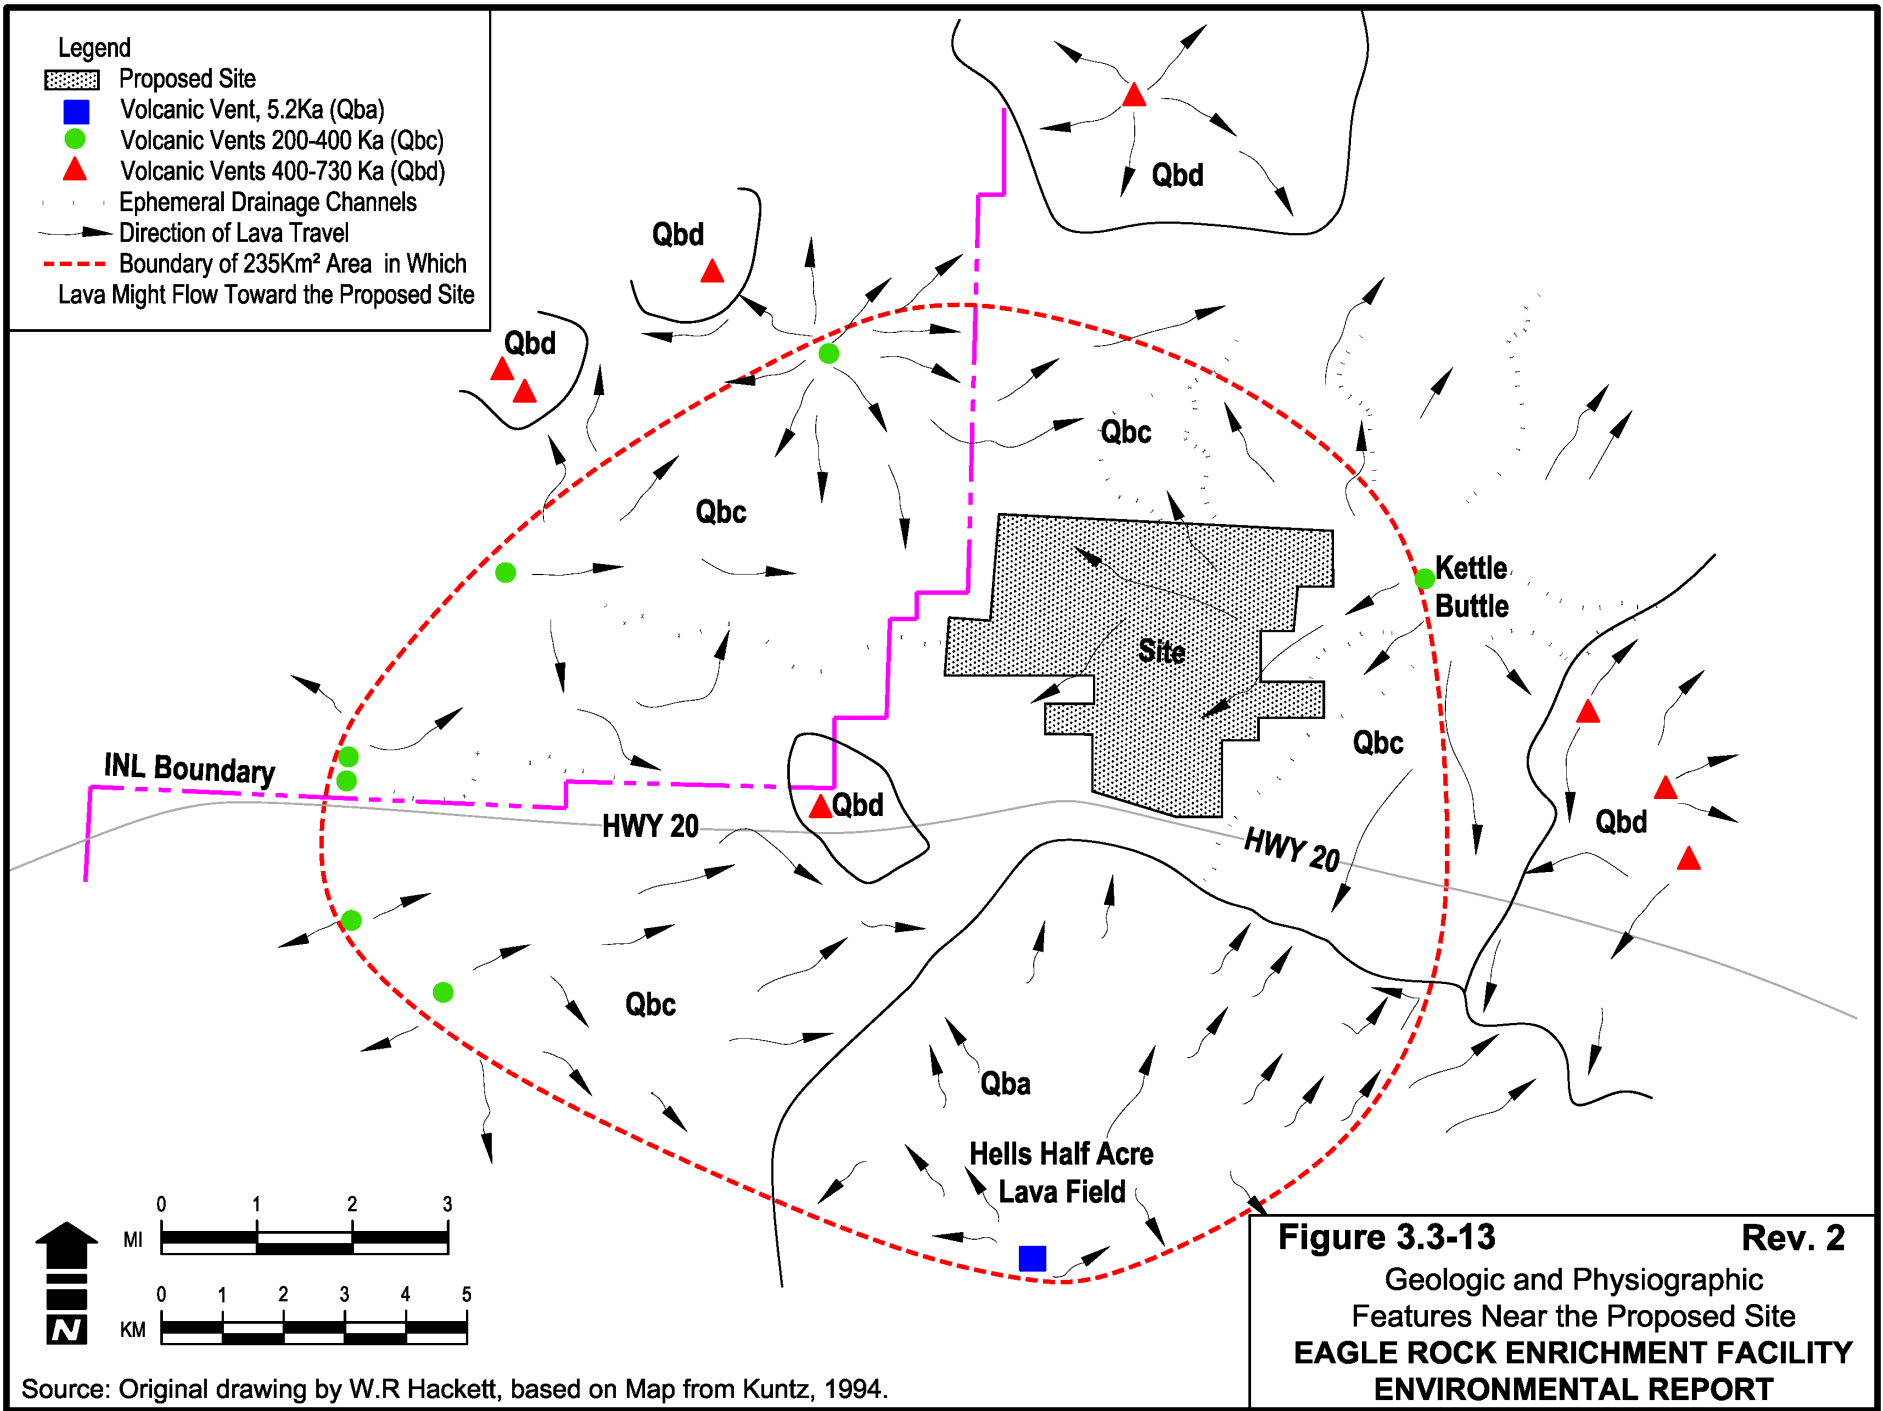 Legend
Proposed Site
Volcanic Vent, 5.2Ka (Qba)
Volcanic Vents 200-400 Ka (Qbc)
Volcanic Vents 400-730 Ka (Qbd)
Ephemeral Drainage Channels
Direction of Lava Travel
Boundary of 235Km² Area in Which
Lava Might Flow Toward the Proposed Site
Qbd
Qbd
Qbd
Qbc
Qbc
Kettle
Buttle
Site
Qbc
INL Boundary
Qbd
HWY 20
HWY 20
Qbd
Qbc
Qba
Hells Half Acre
Lava Field
0 1 2 3
MI
0 1 2 3 4 5
KM
N
Figure 3.3-13 Rev. 2
Geologic and Physiographic
Features Near the Proposed Site
EAGLE ROCK ENRICHMENT FACILITY
ENVIRONMENTAL REPORT
Source: Original drawing by W.R Hackett, based on Map from Kuntz, 1994.